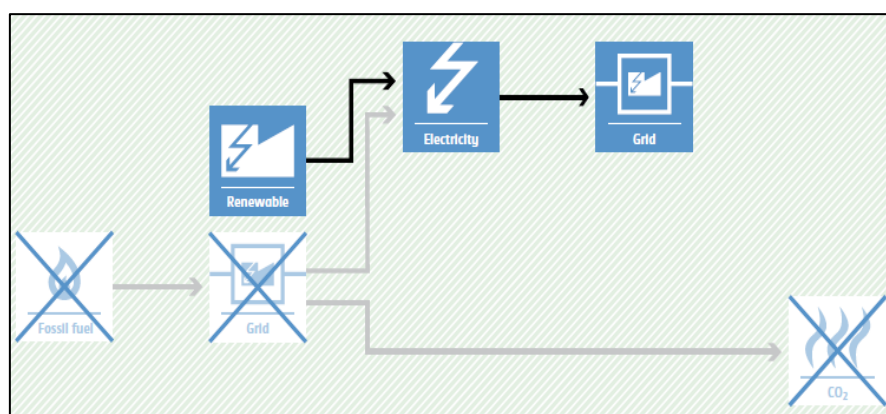 Electricity
Grid
Renewable
Fossil fuel
Grid
CO₂